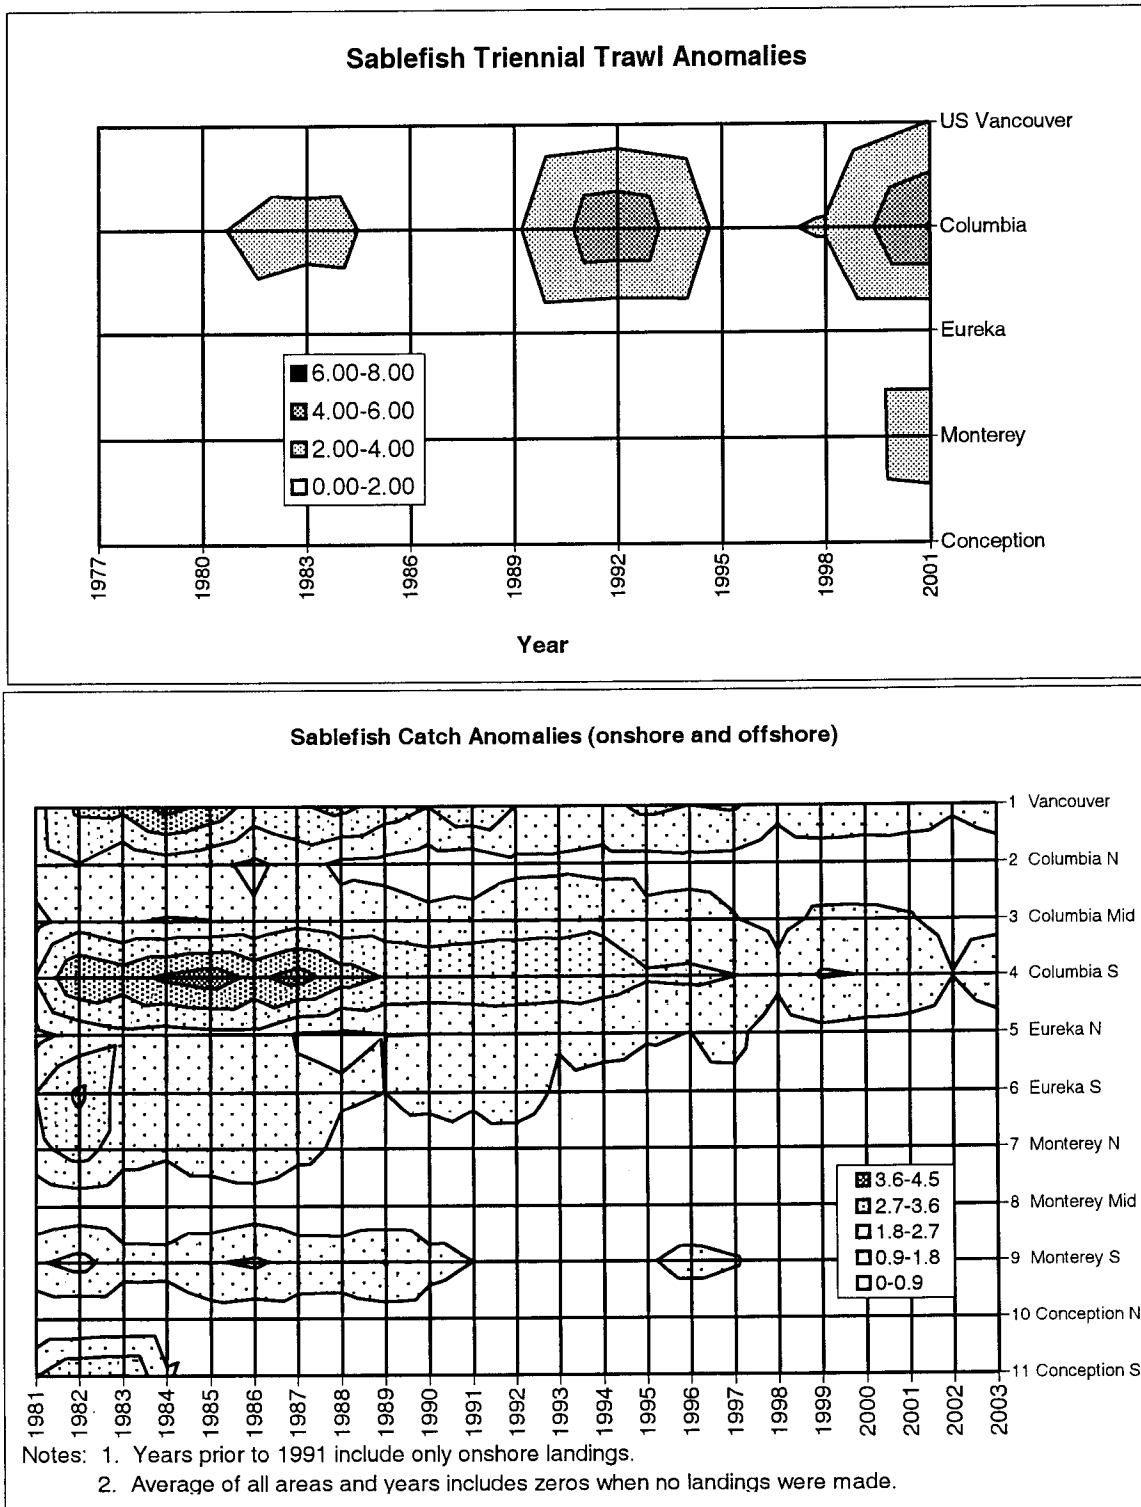 Sablefish Triennial Trawl Anomalies
US Vancouver
Columbia
Eureka
Monterey
Conception
6.00-8.00
4.00-6.00
2.00-4.00
0.00-2.00
1977
1980
1983
1986
1989
1992
1995
1998
2001
Year
Sablefish Catch Anomalies (onshore and offshore)
1 Vancouver
2 Columbia N
3 Columbia Mid
4 Columbia S
5 Eureka N
6 Eureka S
7 Monterey N
8 Monterey Mid
9 Monterey S
10 Conception N
11 Conception S
3.6-4.5
2.7-3.6
1.8-2.7
0.9-1.8
0-0.9
1981
1982
1983
1984
1985
1986
1987
1988
1989
1990
1991
1992
1993
1994
1995
1996
1997
1998
1999
2000
2001
2002
2003
Notes: 1. Years prior to 1991 include only onshore landings.
2. Average of all areas and years includes zeros when no landings were made.